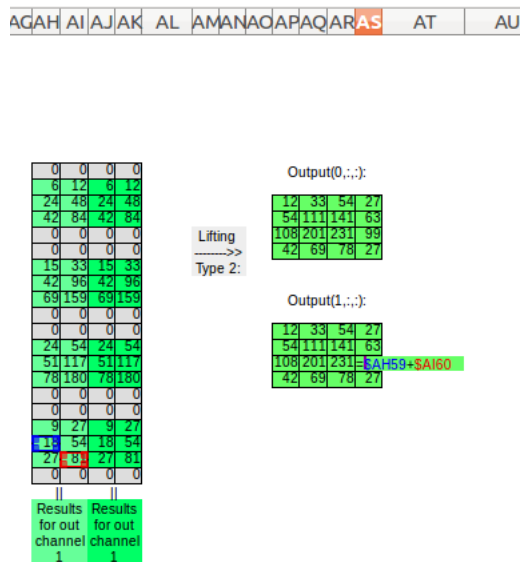 AG AH AI AJ AK AL AM AN AO AP AQ AR AS AT AU
0 0 0 0
6 12 6 12
24 48 24 48
42 84 42 84
0 0 0 0
0 0 0 0
15 33 15 33
42 96 42 96
69 159 69 159
0 0 0 0
0 0 0 0
24 54 24 54
51 117 51 117
78 180 78 180
0 0 0 0
0 0 0 0
9 27 9 27
18 54 18 54
27 81 27 81
0 0 0 0
|| ||
Results Results
for out for out
channel channel
1 1
Lifting
-------->>
Type 2:
Output(0,:,:):
12 33 54 27
54 111 141 63
108 201 231 99
42 69 78 27
Output(1,:,:):
12 33 54 27
54 111 141 63
108 201 231 =$AH59+$AI60
42 69 78 27